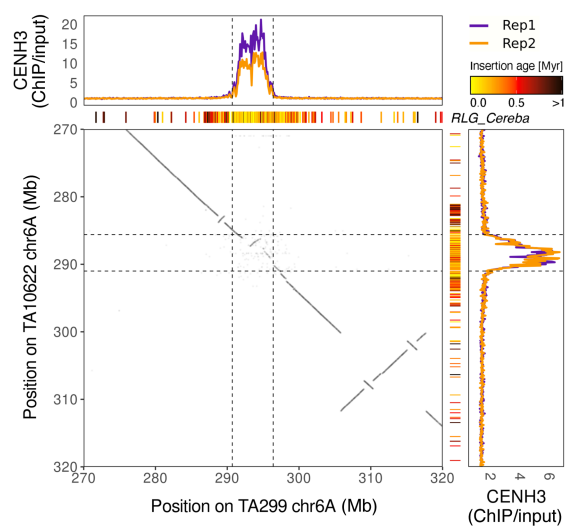 CENH3
(ChIP/input)
20
15
10
5
0
Rep1
Rep2
Insertion age [Myr]
0.0 0.5 >1
RLG_Cereba
270
280
290
300
310
320
Position on TA10622 chr6A (Mb)
270 280 290 300 310 320
Position on TA299 chr6A (Mb)
2 4 6
CENH3
(ChIP/input)